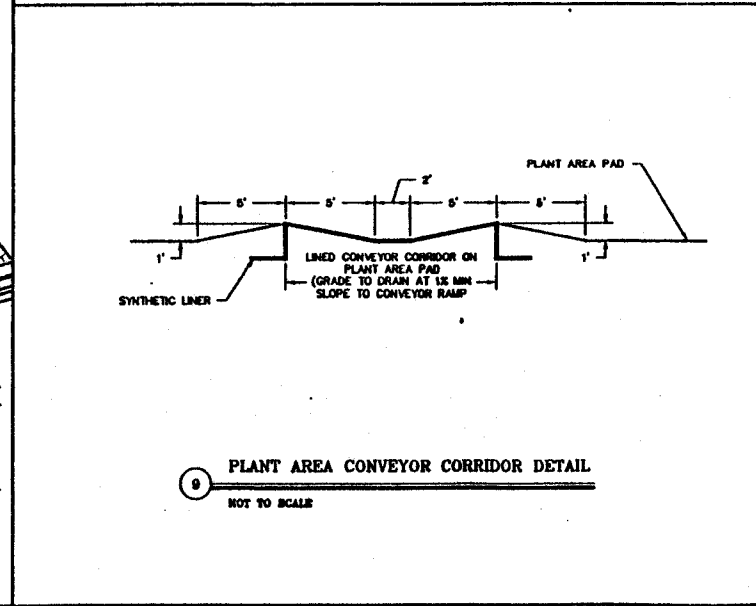 PLANT AREA PAD
2'
5' 5' 5' 5'
1' 1'
LINED CONVEYOR CORRIDOR ON
PLANT AREA PAD
(GRADE TO DRAIN AT 1% MIN
SLOPE TO CONVEYOR RAMP
SYNTHETIC LINER
9 PLANT AREA CONVEYOR CORRIDOR DETAIL
NOT TO SCALE